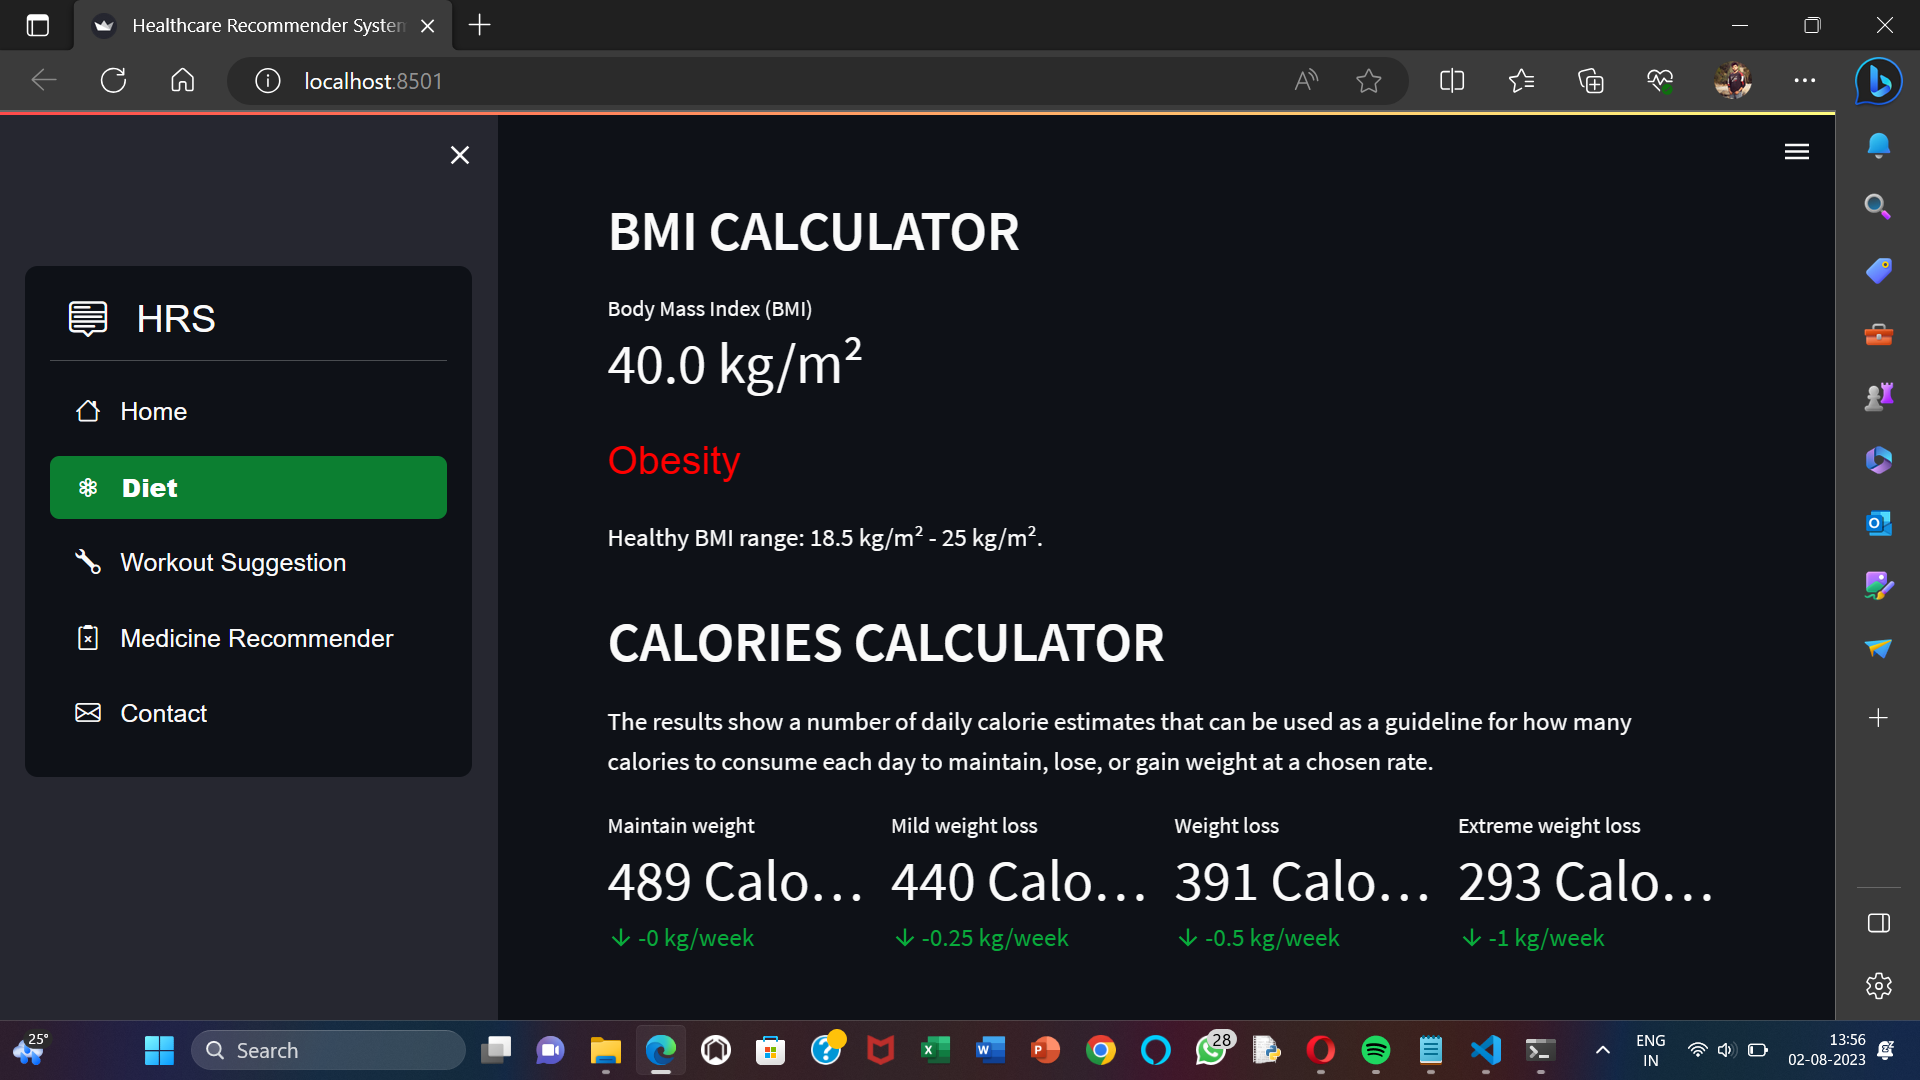 Healthcare Recommender System
localhost:8501
HRS
Home
Diet
Workout Suggestion
Medicine Recommender
Contact
BMI CALCULATOR
Body Mass Index (BMI)
40.0 kg/m²
Obesity
Healthy BMI range: 18.5 kg/m² - 25 kg/m².
CALORIES CALCULATOR
The results show a number of daily calorie estimates that can be used as a guideline for how many
calories to consume each day to maintain, lose, or gain weight at a chosen rate.
Maintain weight Mild weight loss Weight loss Extreme weight loss
489 Calo... 440 Calo... 391 Calo... 293 Calo...
↓ -0 kg/week ↓ -0.25 kg/week ↓ -0.5 kg/week ↓ -1 kg/week
25°
Search
28
ENG
IN
13:56
02-08-2023